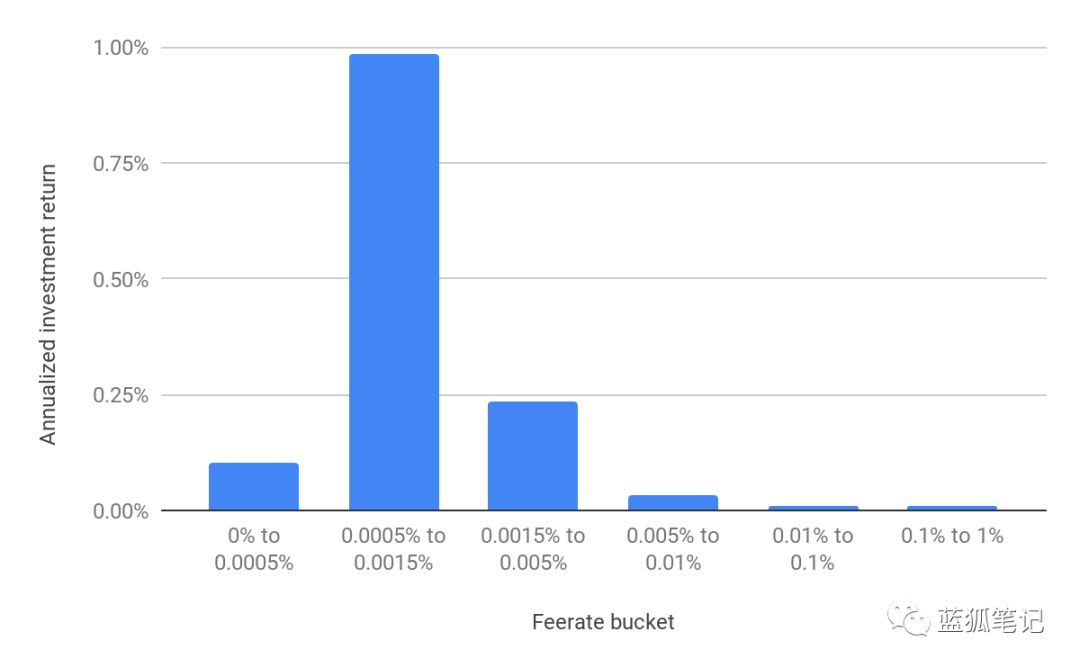 1.00%
0.75%
0.50%
0.25%
0.00%
Annualized investment return
0% to
0.0005%
0.0005% to
0.0015%
0.0015% to
0.005%
0.005% to
0.01%
0.01% to
0.1%
0.1% to 1%
Feerate bucket
蓝狐笔记